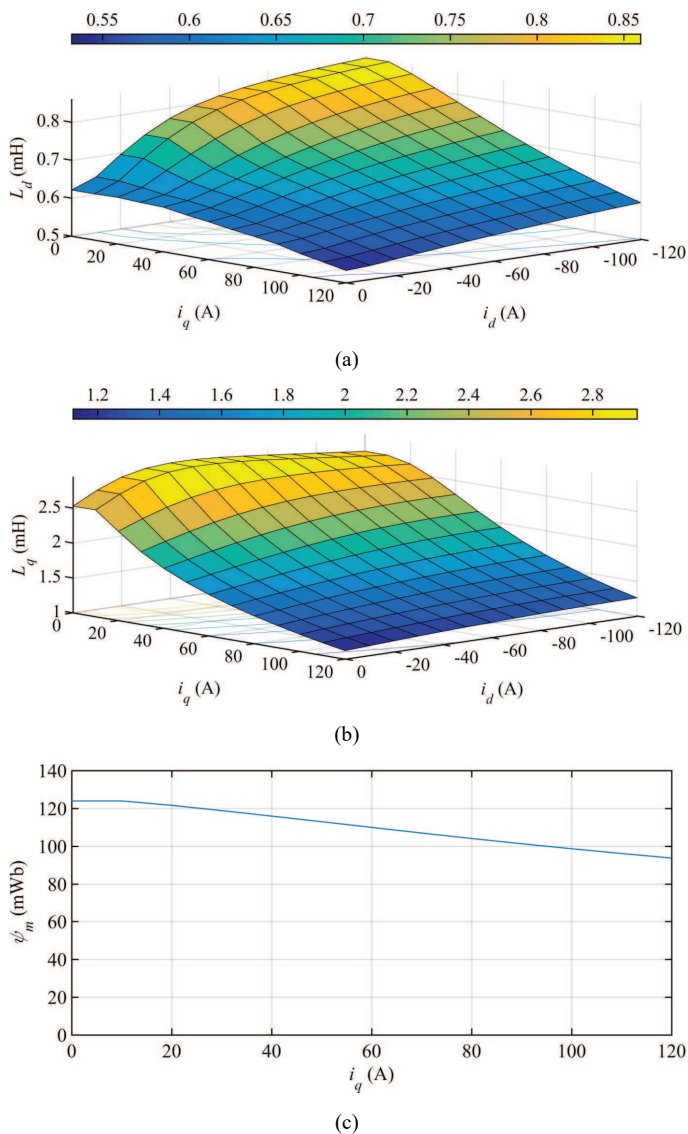 0.55 0.6 0.65 0.7 0.75 0.8 0.85
0.8
0.7
0.6
0.5
L_d (mH)
0 20 40 60 80 100 120
0 -20 -40 -60 -80 -100 -120
i_q (A) i_d (A)
(a)
1.2 1.4 1.6 1.8 2 2.2 2.4 2.6 2.8
2.5
2
1.5
1
L_q (mH)
0 20 40 60 80 100 120
0 -20 -40 -60 -80 -100 -120
i_q (A) i_d (A)
(b)
140
120
100
80
60
40
20
0
ψ_m (mWb)
0 20 40 60 80 100 120
i_q (A)
(c)